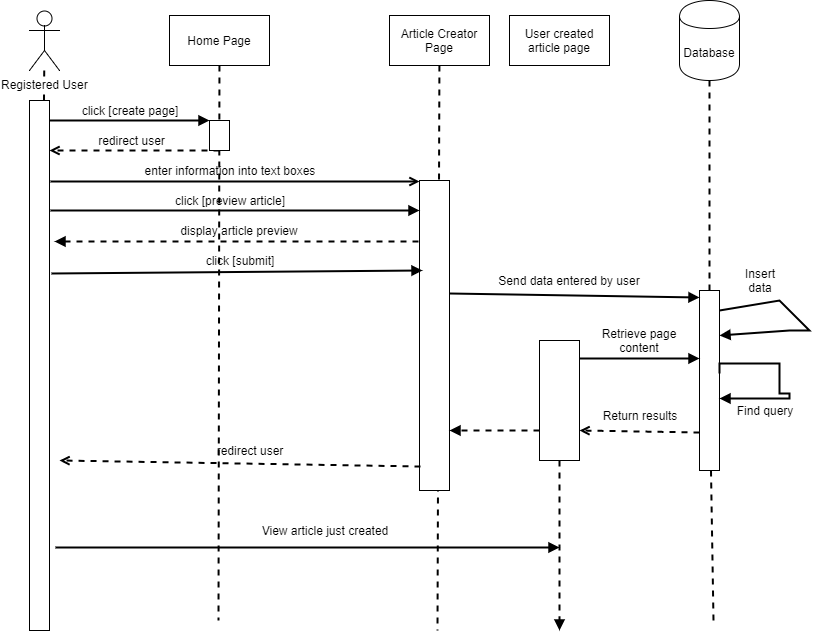 Registered User
Home Page
Article Creator
Page
User created
article page
Database
click [create page]
redirect user
enter information into text boxes
click [preview article]
display article preview
click [submit]
Send data entered by user
Insert
data
Retrieve page
content
Find query
Return results
redirect user
View article just created